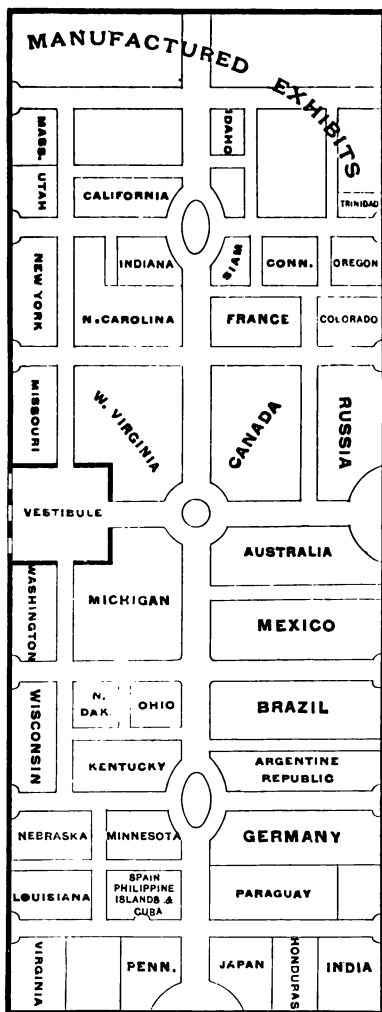 MANUFACTURED EXHIBITS
MASS.
IDAHO
UTAH
CALIFORNIA
TRINIDAD
NEW YORK
INDIANA
SIAM
CONN.
OREGON
N. CAROLINA
FRANCE
COLORADO
MISSOURI
W. VIRGINIA
CANADA
RUSSIA
VESTIBULE
AUSTRALIA
WASHINGTON
MICHIGAN
MEXICO
WISCONSIN
N.
DAK.
OHIO
BRAZIL
KENTUCKY
ARGENTINE
REPUBLIC
NEBRASKA
MINNESOTA
GERMANY
LOUISIANA
SPAIN
PHILIPPINE
ISLANDS &
CUBA
PARAGUAY
VIRGINIA
PENN.
JAPAN
HONDURAS
INDIA